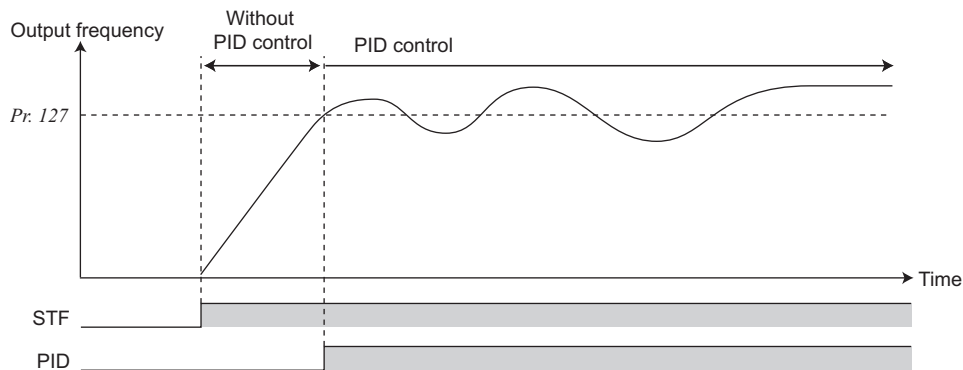 Without
Output frequency
PID control
PID control
Pr. 127
Time
STF
PID